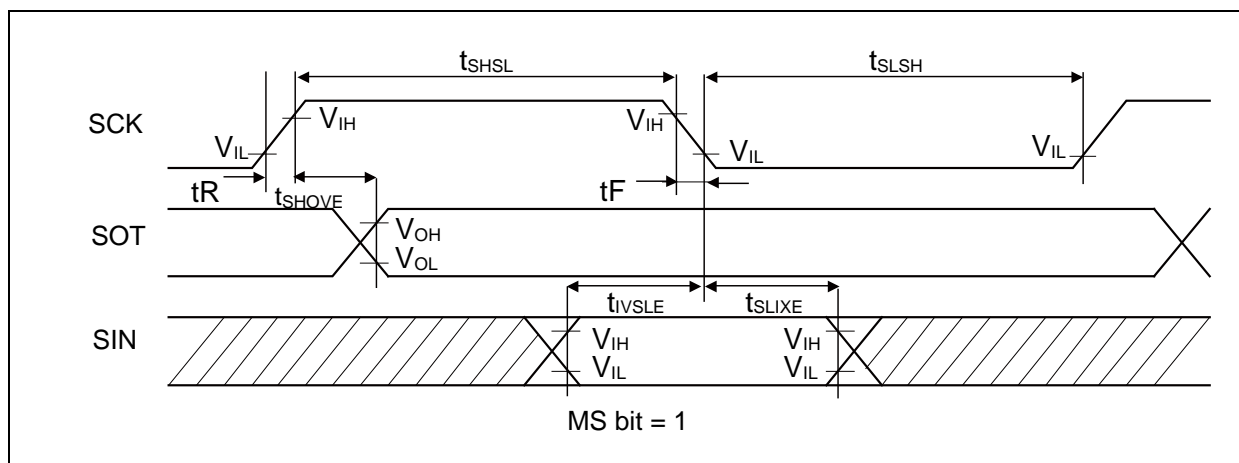 tSHSL
tSLSH
SCK
VIH
VIH
VIL
VIL
VIL
tR
tSHOVE
tF
SOT
VOH
VOL
tIVSLE
tSLIXE
SIN
VIH
VIH
VIL
VIL
MS bit = 1